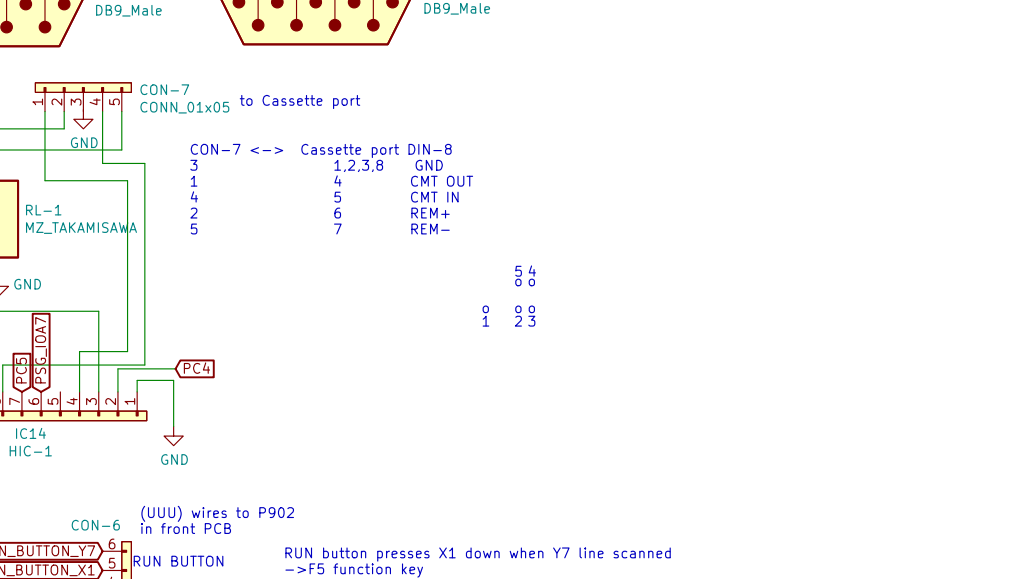 DB9_Male
DB9_Male
CON-7
CONN_01x05
1
2
3
4
5
to Cassette port
GND
CON-7 <-> Cassette port DIN-8
3 1,2,3,8 GND
1 4 CMT OUT
4 5 CMT IN
2 6 REM+
5 7 REM-
RL-1
MZ_TAKAMISAWA
5 4
o o
o o o
1 2 3
GND
PC5
PSG_IOA7
PC4
7
6
5
4
3
2
1
IC14
HIC-1
GND
(UUU) wires to P902
in front PCB
CON-6
N_BUTTON_Y7 6
N_BUTTON_X1 5
RUN BUTTON
RUN button presses X1 down when Y7 line scanned
->F5 function key